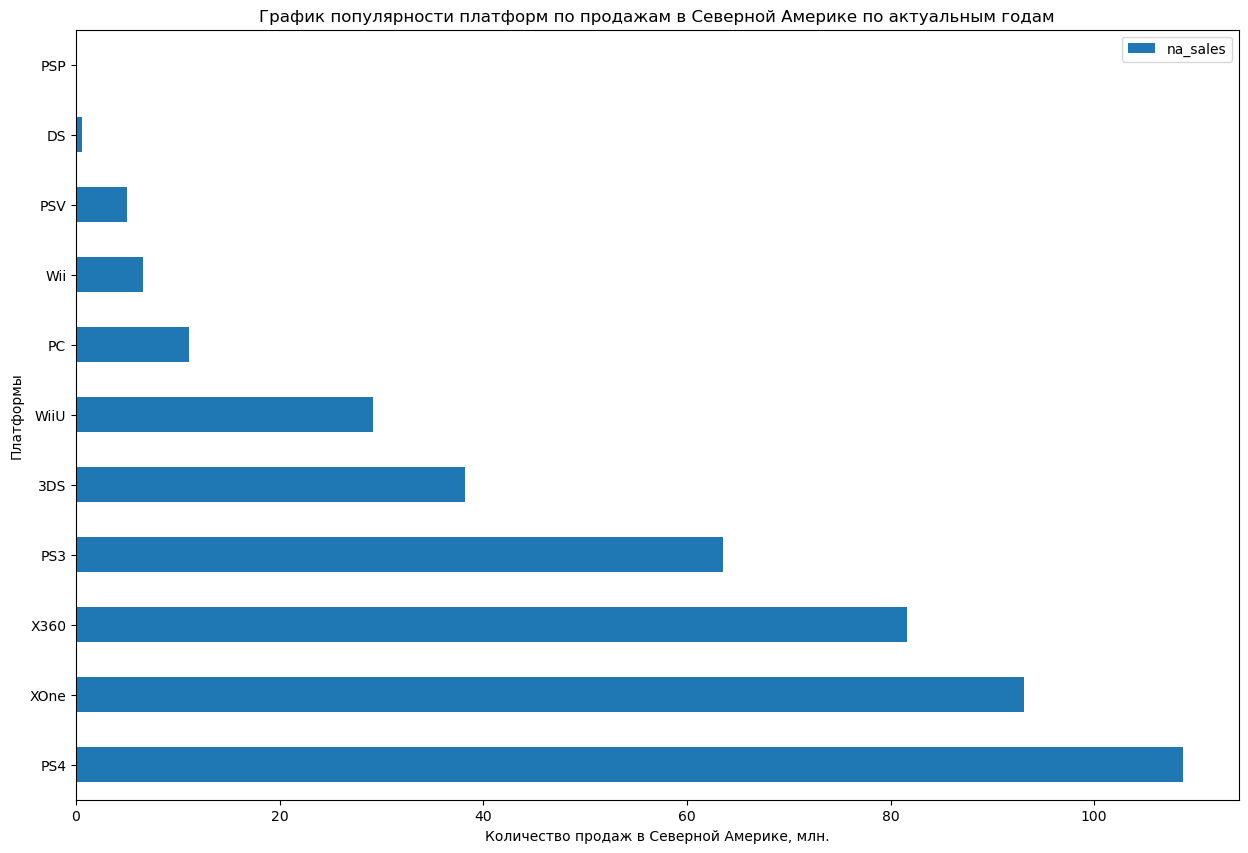 График популярности платформ по продажам в Северной Америке по актуальным годам
na_sales
PSP
DS
PSV
Wii
PC
WiiU
3DS
PS3
X360
XOne
PS4
Платформы
0 20 40 60 80 100
Количество продаж в Северной Америке, млн.